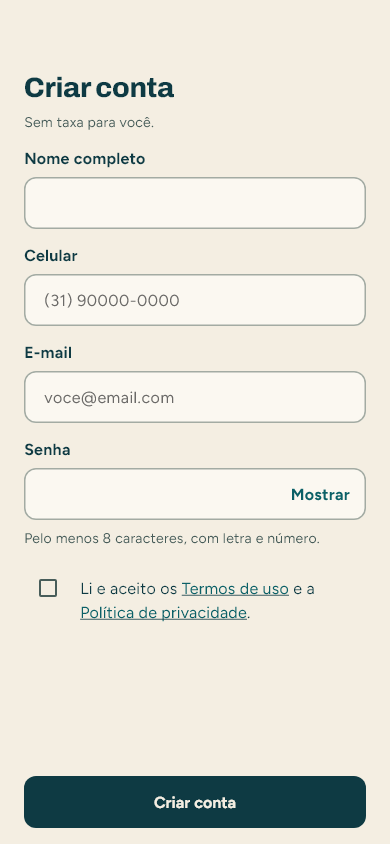 Criar conta
Sem taxa para você.
Nome completo
Celular
(31) 90000-0000
E-mail
voce@email.com
Senha
Mostrar
Pelo menos 8 caracteres, com letra e número.
Li e aceito os Termos de uso e a
Política de privacidade.
Criar conta